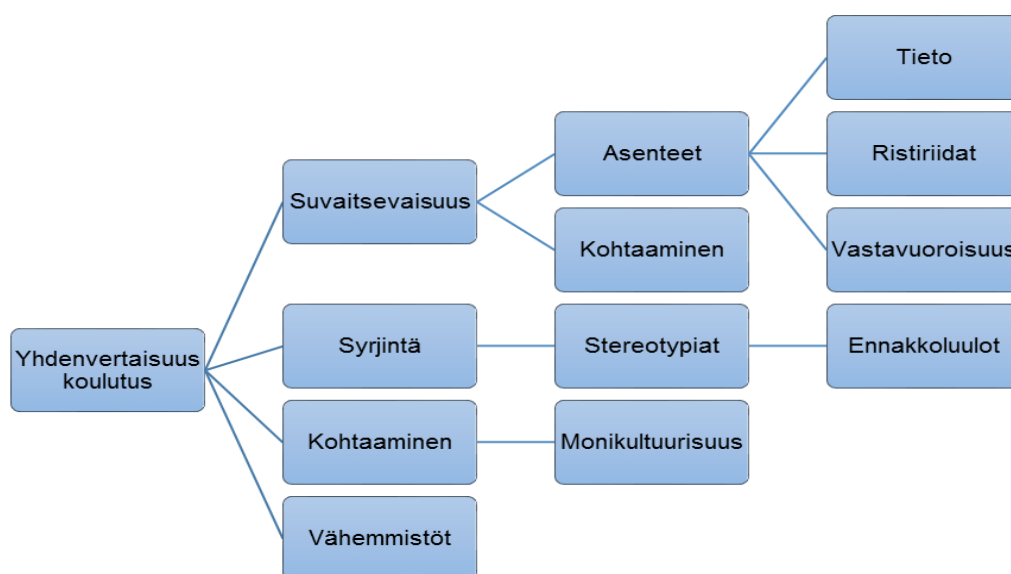 Yhdenvertaisuus
koulutus
Suvaitsevaisuus
Asenteet
Tieto
Ristiriidat
Vastavuoroisuus
Kohtaaminen
Syrjintä
Stereotypiat
Ennakkoluulot
Kohtaaminen
Monikultuurisuus
Vähemmistöt